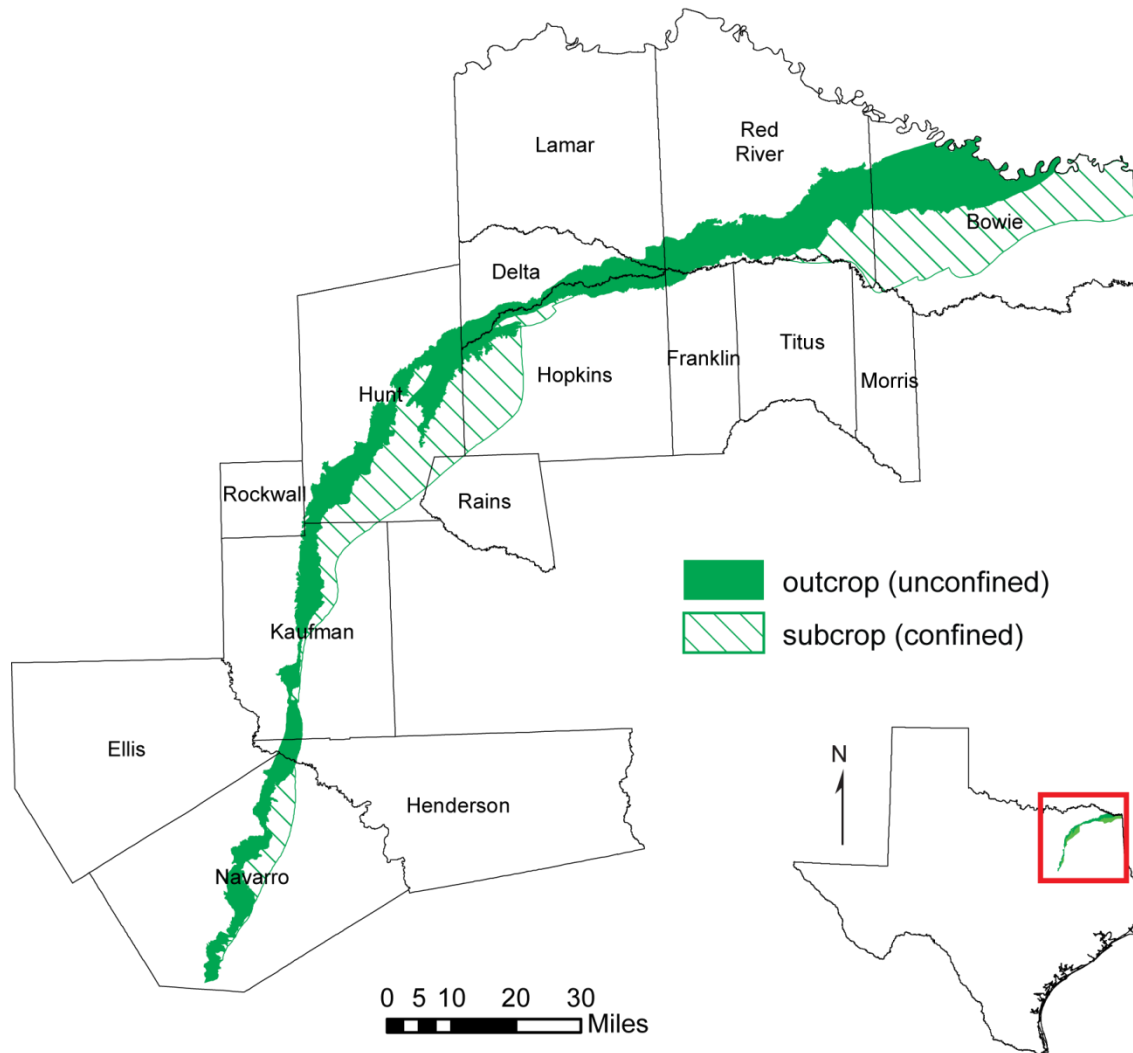 Lamar
Red
River
Bowie
Delta
Hopkins
Franklin
Titus
Morris
Hunt
Rockwall
Rains
outcrop (unconfined)
subcrop (confined)
Kaufman
Ellis
Henderson
N
Navarro
0 5 10 20 30
Miles